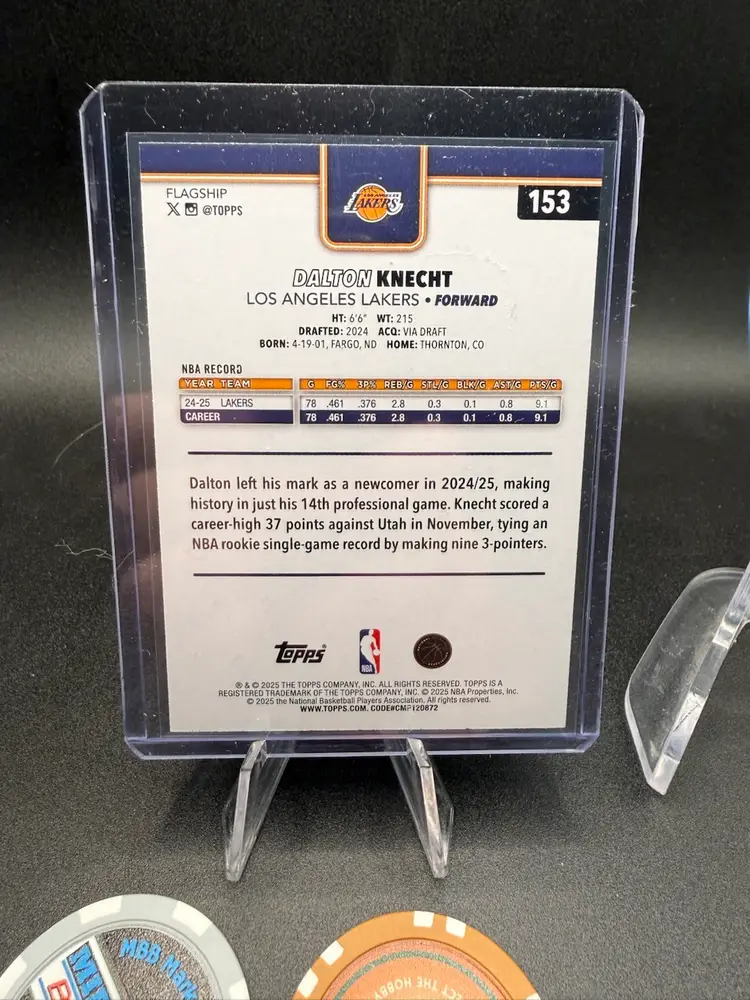 FLAGSHIP
X @TOPPS
LOS ANGELES
LAKERS
153
DALTON KNECHT
LOS ANGELES LAKERS • FORWARD
HT: 6'6" WT: 215
DRAFTED: 2024 ACQ: VIA DRAFT
BORN: 4-19-01, FARGO, ND HOME: THORNTON, CO
NBA RECORD
YEAR TEAM G FG% 3P% REB/G STL/G BLK/G AST/G PTS/G
24-25 LAKERS 78 .461 .376 2.8 0.3 0.1 0.8 9.1
CAREER 78 .461 .376 2.8 0.3 0.1 0.8 9.1
Dalton left his mark as a newcomer in 2024/25, making
history in just his 14th professional game. Knecht scored a
career-high 37 points against Utah in November, tying an
NBA rookie single-game record by making nine 3-pointers.
Topps®
NBA
® & © 2025 THE TOPPS COMPANY, INC. ALL RIGHTS RESERVED. TOPPS IS A
REGISTERED TRADEMARK OF THE TOPPS COMPANY, INC. © 2025 NBA Properties, Inc.
© 2025 the National Basketball Players Association. All rights reserved.
WWW.TOPPS.COM. CODE#CMP120872
MBB
THE HOBBY